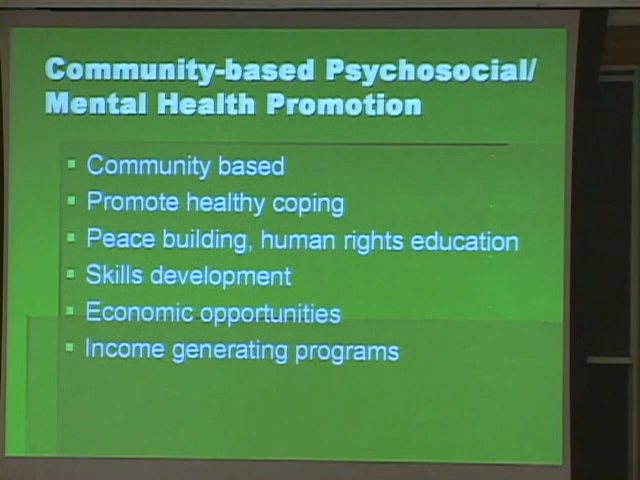 Community-based Psychosocial/
Mental Health Promotion
Community based
Promote healthy coping
Peace building, human rights education
Skills development
Economic opportunities
Income generating programs